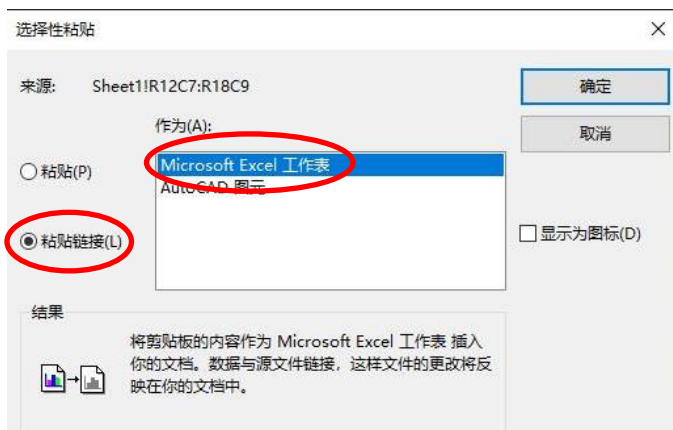 选择性粘贴
来源: Sheet1!R12C7:R18C9
确定
作为(A):
取消
粘贴(P)
Microsoft Excel 工作表
AutoCAD 图元
粘贴链接(L)
显示为图标(D)
结果
将剪贴板的内容作为 Microsoft Excel 工作表 插入
你的文档。数据与源文件链接，这样文件的更改将反
映在你的文档中。